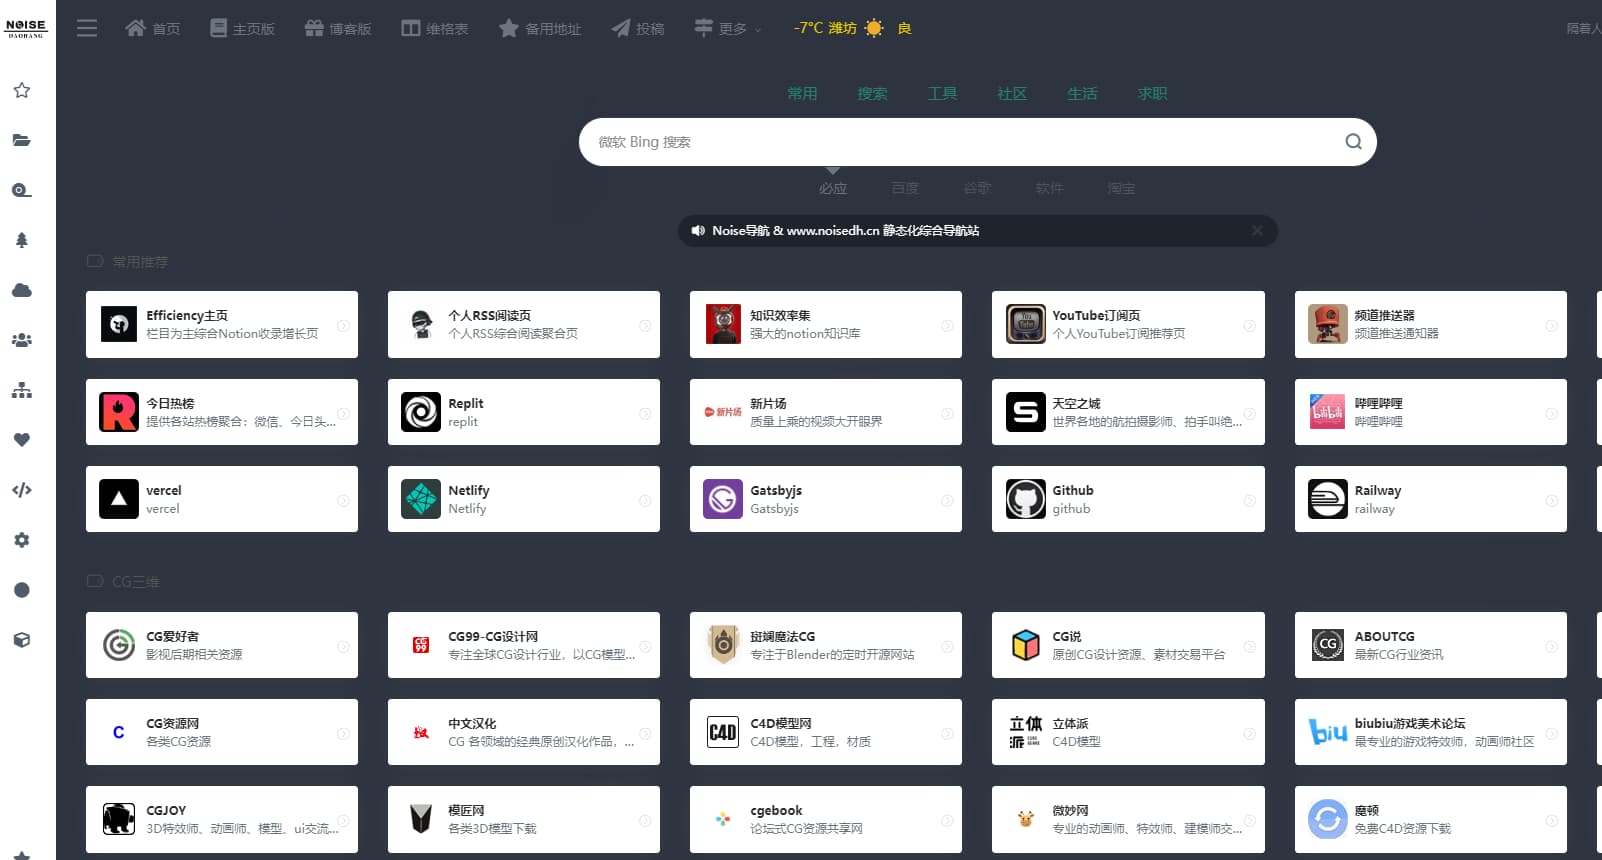 NOISE
DAOHANG
首页 主页版 博客版 维格表 备用地址 投稿 更多 -7℃ 潍坊 良 隔着人
常用 搜索 工具 社区 生活 求职
微软 Bing 搜索
必应 百度 谷歌 软件 淘宝
Noise导航 & www.noisedh.cn 静态化综合导航站
常用推荐
Efficiency主页
栏目为主综合Notion收录增长页
个人RSS阅读页
个人RSS综合阅读聚合页
知识效率集
强大的notion知识库
You
Tube
YouTube订阅页
个人YouTube订阅推荐页
频道推送器
频道推送通知器
今日热榜
提供各站热榜聚合：微信、今日头...
Replit
replit
新片场
新片场
质量上乘的视频大开眼界
天空之城
世界各地的航拍摄影师、拍手叫绝...
bilibili
哔哩哔哩
哔哩哔哩
vercel
vercel
Netlify
Netlify
Gatsbyjs
Gatsbyjs
Github
github
Railway
railway
CG三维
CG爱好者
影视后期相关资源
CG
99
CG99-CG设计网
专注全球CG设计行业，以CG模型...
斑斓魔法CG
专注于Blender的定时开源网站
CG说
原创CG设计资源、素材交易平台
CG
ABOUTCG
最新CG行业资讯
C
CG资源网
各类CG资源
中文汉化
CG 各领域的经典原创汉化作品，...
C4D
C4D模型网
C4D模型，工程，材质
立体
派
立体派
C4D模型
biu
biubiu游戏美术论坛
最专业的游戏特效师，动画师社区
CGJOY
3D特效师、动画师、模型、ui交流...
模匠网
各类3D模型下载
cgebook
论坛式CG资源共享网
微妙网
专业的动画师、特效师、建模师交...
魔顿
免费C4D资源下载